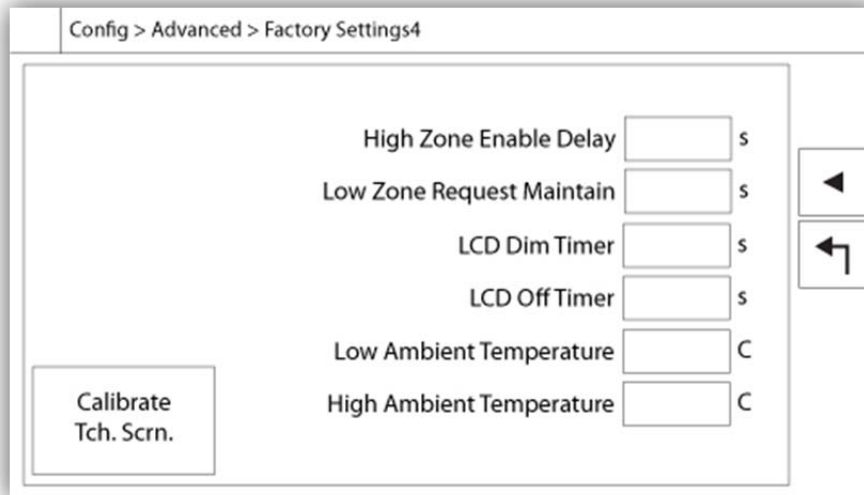 Config > Advanced > Factory Settings4
High Zone Enable Delay s
Low Zone Request Maintain s
LCD Dim Timer s
LCD Off Timer s
Low Ambient Temperature C
High Ambient Temperature C
Calibrate
Tch. Scrn.